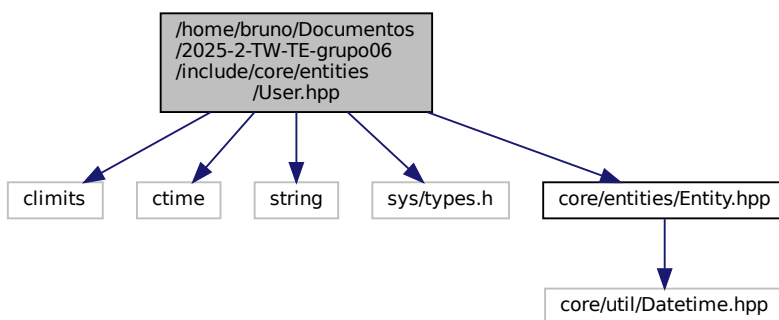 /home/bruno/Documentos
/2025-2-TW-TE-grupo06
/include/core/entities
/User.hpp
climits
ctime
string
sys/types.h
core/entities/Entity.hpp
core/util/Datetime.hpp